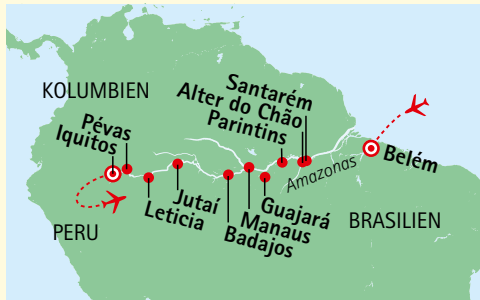 KOLUMBIEN
Santarém
Alter do Chão
Parintins
Pévas
Iquitos
Belém
Amazonas
Jutaí
Leticia
Guajará
Manaus
Badajos
BRASILIEN
PERU